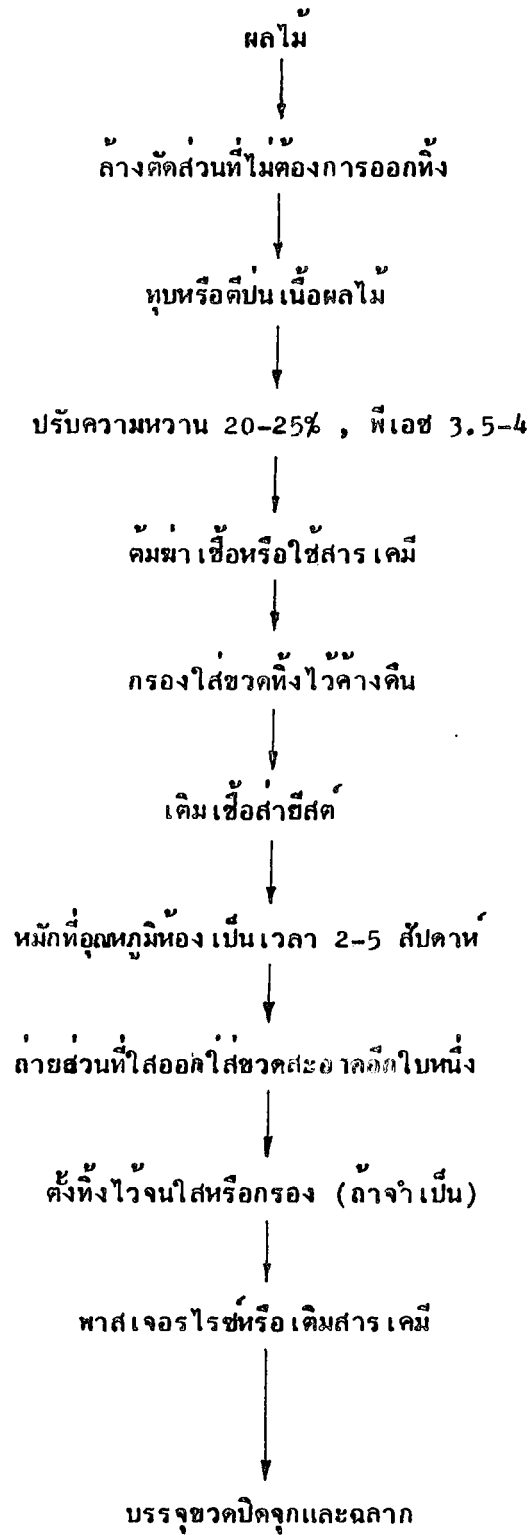 ผลไม้
ล้างตัดส่วนที่ไม่ต้องการออกทิ้ง
ทุบหรือตีป่นเนื้อผลไม้
ปรับความหวาน 20-25% , พีเอช 3.5-4
ต้มฆ่าเชื้อหรือใช้สารเคมี
กรองใส่ขวดทิ้งไว้ค้างคืน
เติมเชื้อส่ายีสต์
หมักที่อุณหภูมิห้องเป็นเวลา 2-5 สัปดาห์
ถ่ายส่วนที่ใสออกใส่ขวดสะอาดอีกใบหนึ่ง
ตั้งทิ้งไว้จนใสหรือกรอง (ถ้าจำเป็น)
พาสเจอรไรซ์หรือเติมสารเคมี
บรรจุขวดปิดจุกและฉลาก